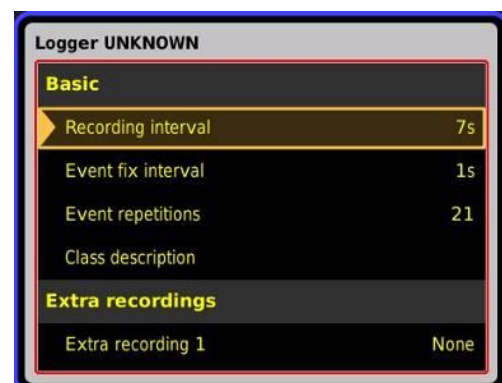 Logger UNKNOWN
Basic
Recording interval 7s
Event fix interval 1s
Event repetitions 21
Class description
Extra recordings
Extra recording 1 None